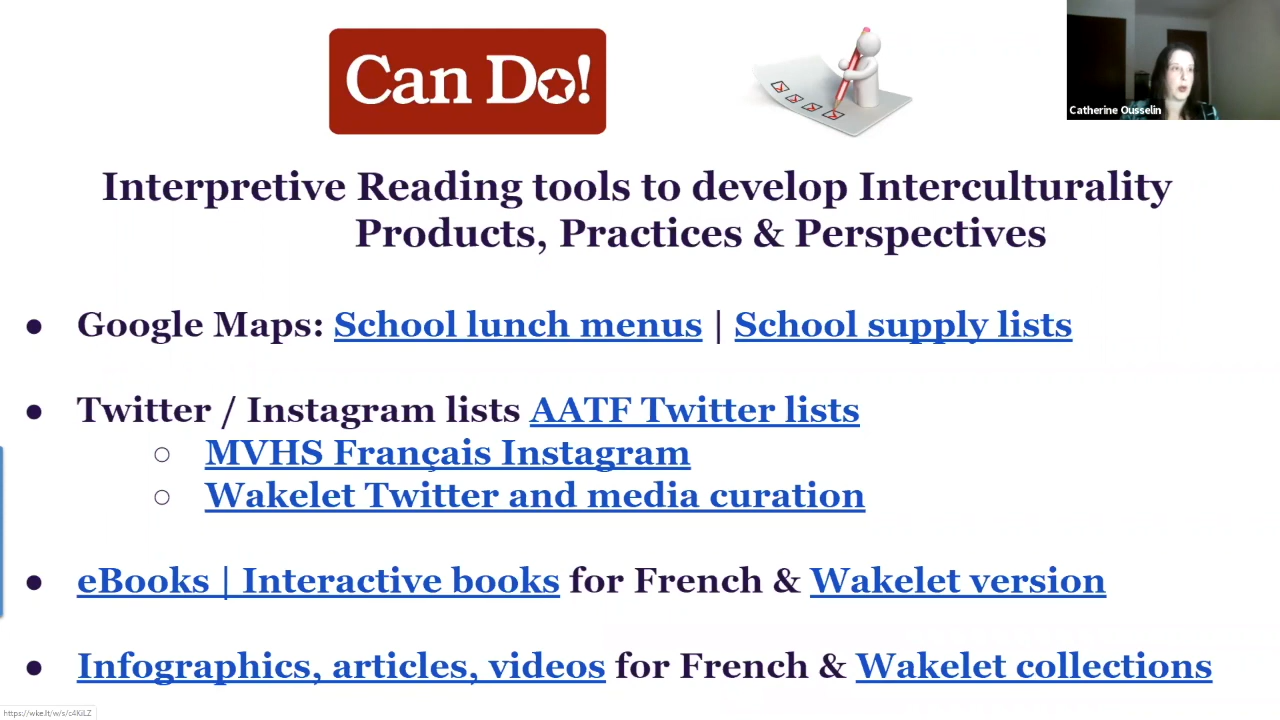 Can Do!
Catherine Ousselin
Interpretive Reading tools to develop Interculturality
Products, Practices & Perspectives
● Google Maps: School lunch menus | School supply lists
● Twitter / Instagram lists AATF Twitter lists
○ MVHS Français Instagram
○ Wakelet Twitter and media curation
● eBooks | Interactive books for French & Wakelet version
● Infographics, articles, videos for French & Wakelet collections